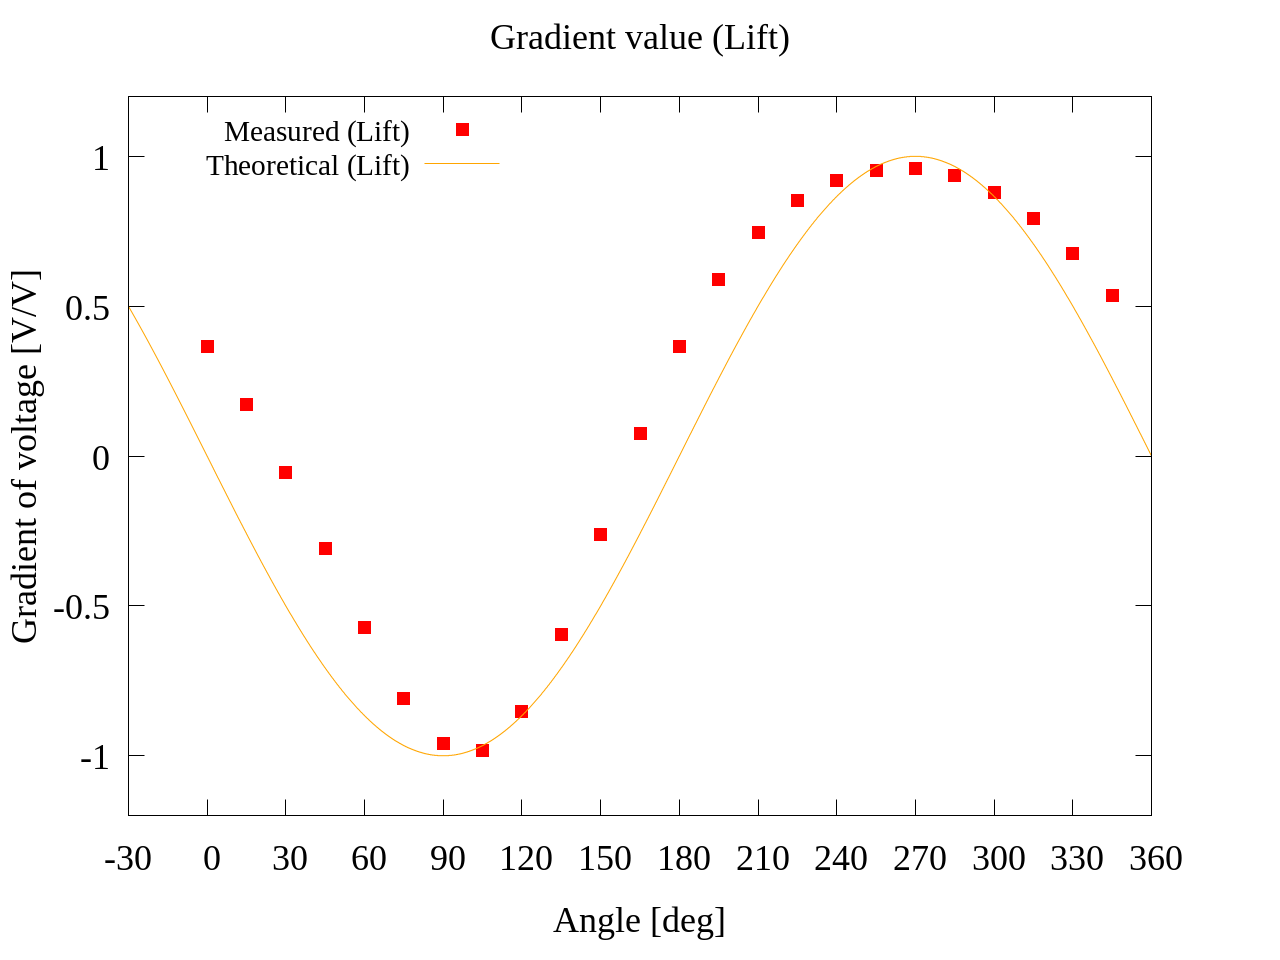 Gradient value (Lift)
Measured (Lift)
Theoretical (Lift)
Gradient of voltage [V/V]
1
0.5
0
-0.5
-1
-30 0 30 60 90 120 150 180 210 240 270 300 330 360
Angle [deg]